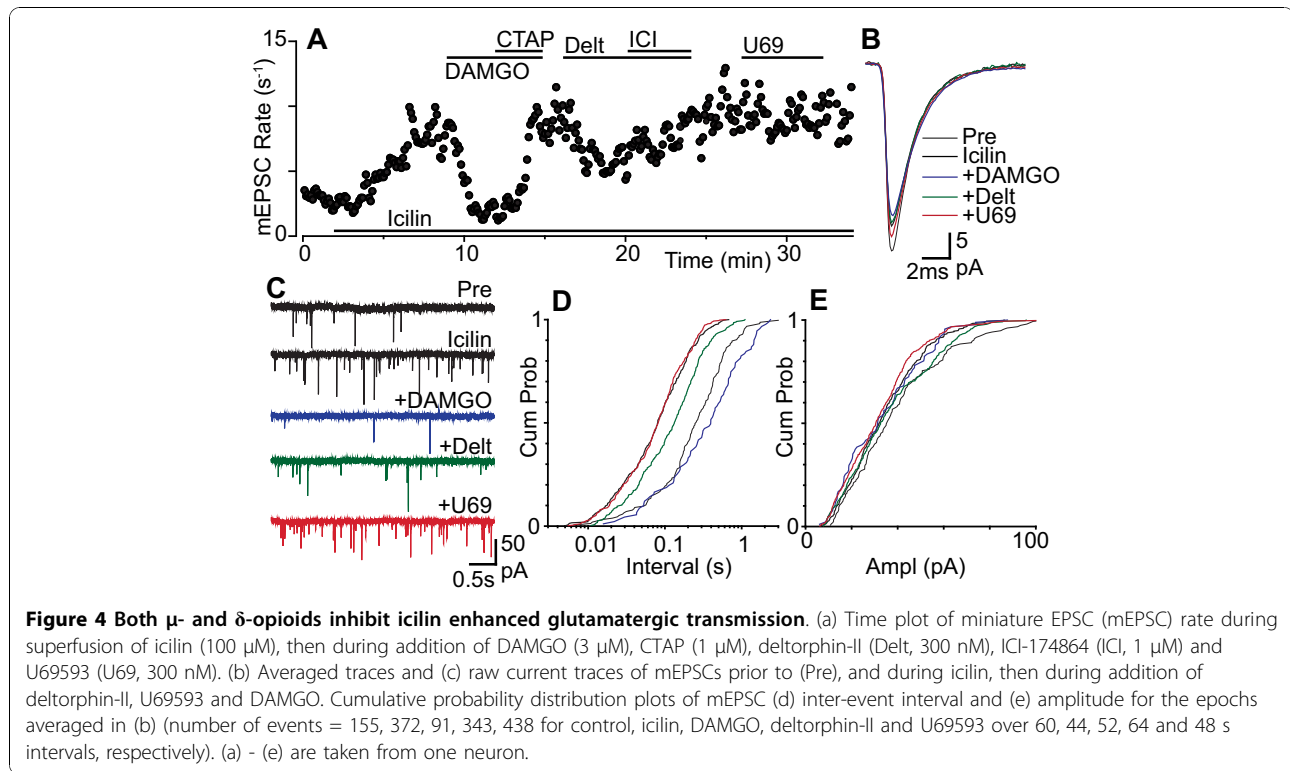 A
15
mEPSC Rate (s-1)
0
CTAP
DAMGO
Delt
ICI
U69
Icilin
0
10
20
30
Time (min)
B
Pre
Icilin
+DAMGO
+Delt
+U69
5
pA
2ms
C
Pre
Icilin
+DAMGO
+Delt
+U69
50
pA
0.5s
D
1
Cum Prob
0
0.01
0.1
1
Interval (s)
E
1
Cum Prob
0
0
100
Ampl (pA)
Figure 4 Both μ- and δ-opioids inhibit icilin enhanced glutamatergic transmission. (a) Time plot of miniature EPSC (mEPSC) rate during
superfusion of icilin (100 μM), then during addition of DAMGO (3 μM), CTAP (1 μM), deltorphin-II (Delt, 300 nM), ICI-174864 (ICI, 1 μM) and
U69593 (U69, 300 nM). (b) Averaged traces and (c) raw current traces of mEPSCs prior to (Pre), and during icilin, then during addition of
deltorphin-II, U69593 and DAMGO. Cumulative probability distribution plots of mEPSC (d) inter-event interval and (e) amplitude for the epochs
averaged in (b) (number of events = 155, 372, 91, 343, 438 for control, icilin, DAMGO, deltorphin-II and U69593 over 60, 44, 52, 64 and 48 s
intervals, respectively). (a) - (e) are taken from one neuron.